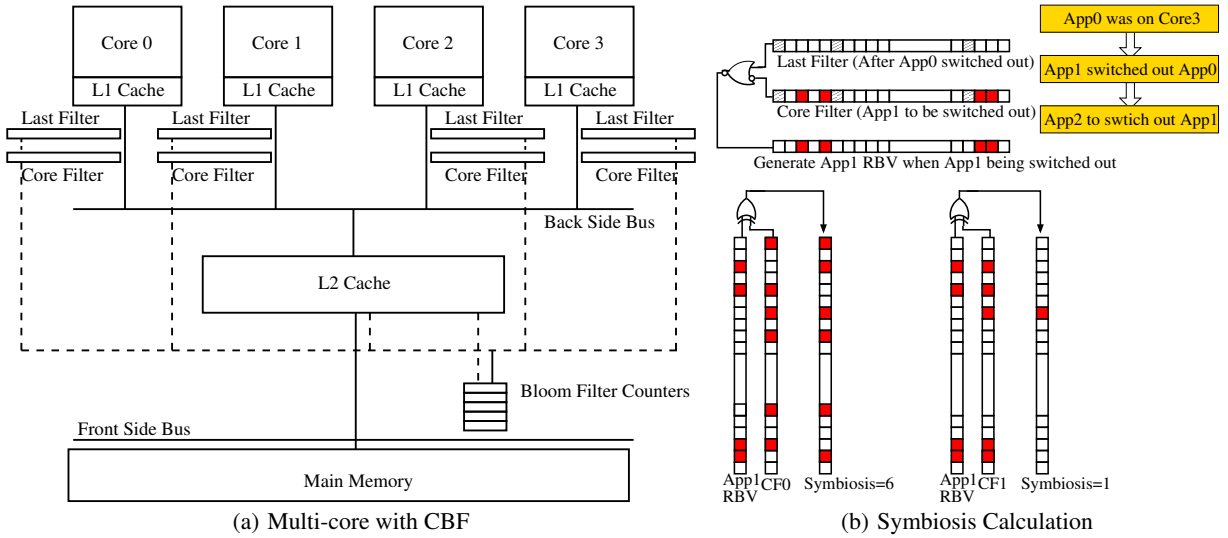 Core 0
Core 1
Core 2
Core 3
L1 Cache
L1 Cache
L1 Cache
L1 Cache
Last Filter
Last Filter
Last Filter
Last Filter
Core Filter
Core Filter
Core Filter
Core Filter
Back Side Bus
L2 Cache
Bloom Filter Counters
Front Side Bus
Main Memory
(a) Multi-core with CBF
Last Filter (After App0 switched out)
Core Filter (App1 to be switched out)
Generate App1 RBV when App1 being switched out
App0 was on Core3
App1 switched out App0
App2 to swtich out App1
App1
RBV
CF0
Symbiosis=6
App1
RBV
CF1
Symbiosis=1
(b) Symbiosis Calculation